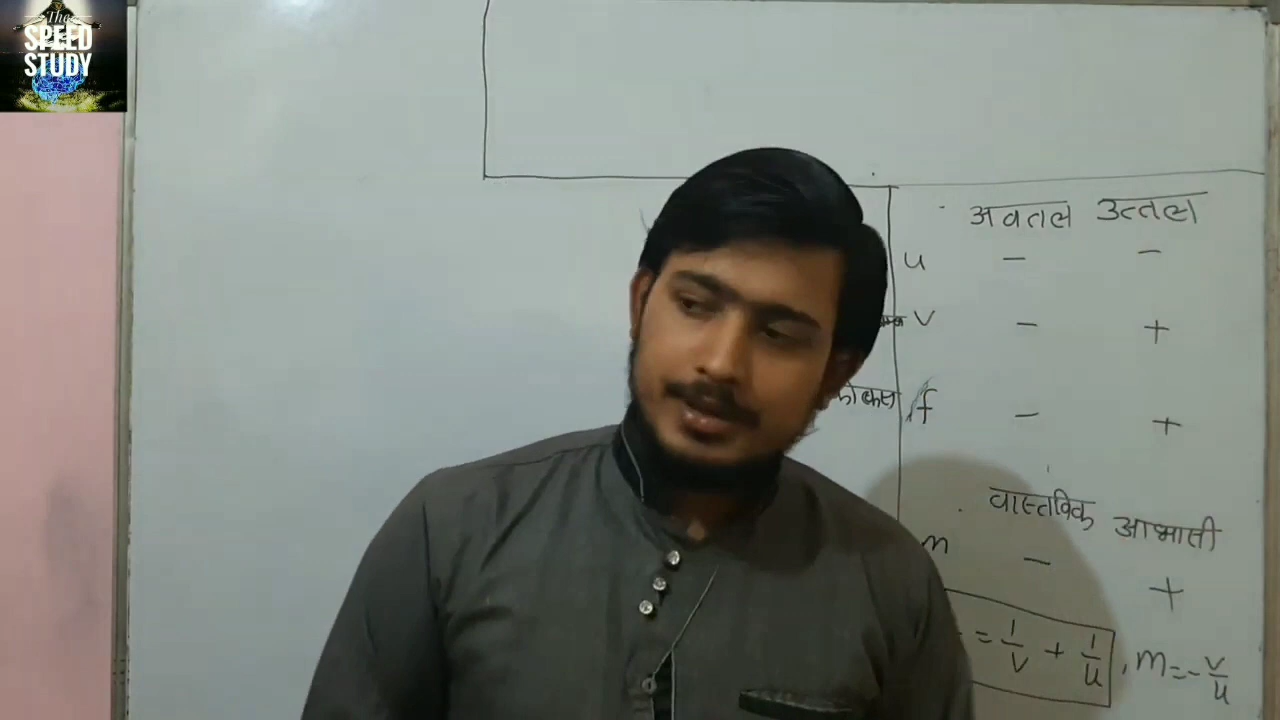 The
SPEED
STUDY
अवतल उत्तल
u − −
v − +
f − +
वास्तविक आभासी
m − +
= 1/v + 1/u , m = - v/u